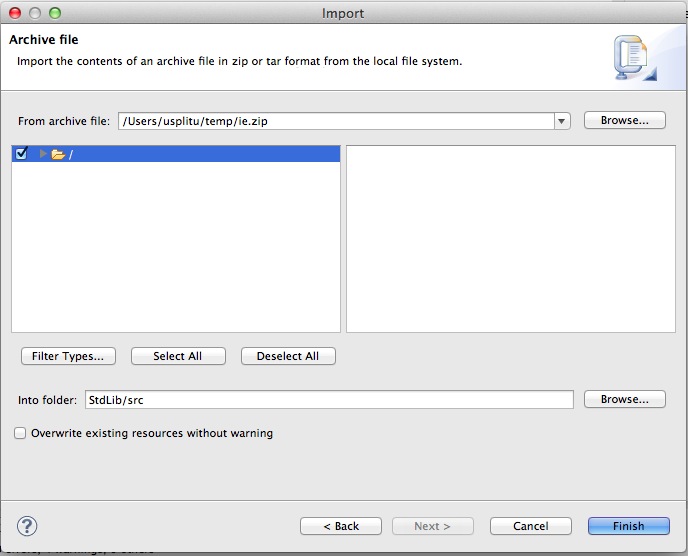 Import
Archive file
Import the contents of an archive file in zip or tar format from the local file system.
From archive file: /Users/usplitu/temp/ie.zip Browse...
/
Filter Types... Select All Deselect All
Into folder: StdLib/src Browse...
Overwrite existing resources without warning
? < Back Next > Cancel Finish